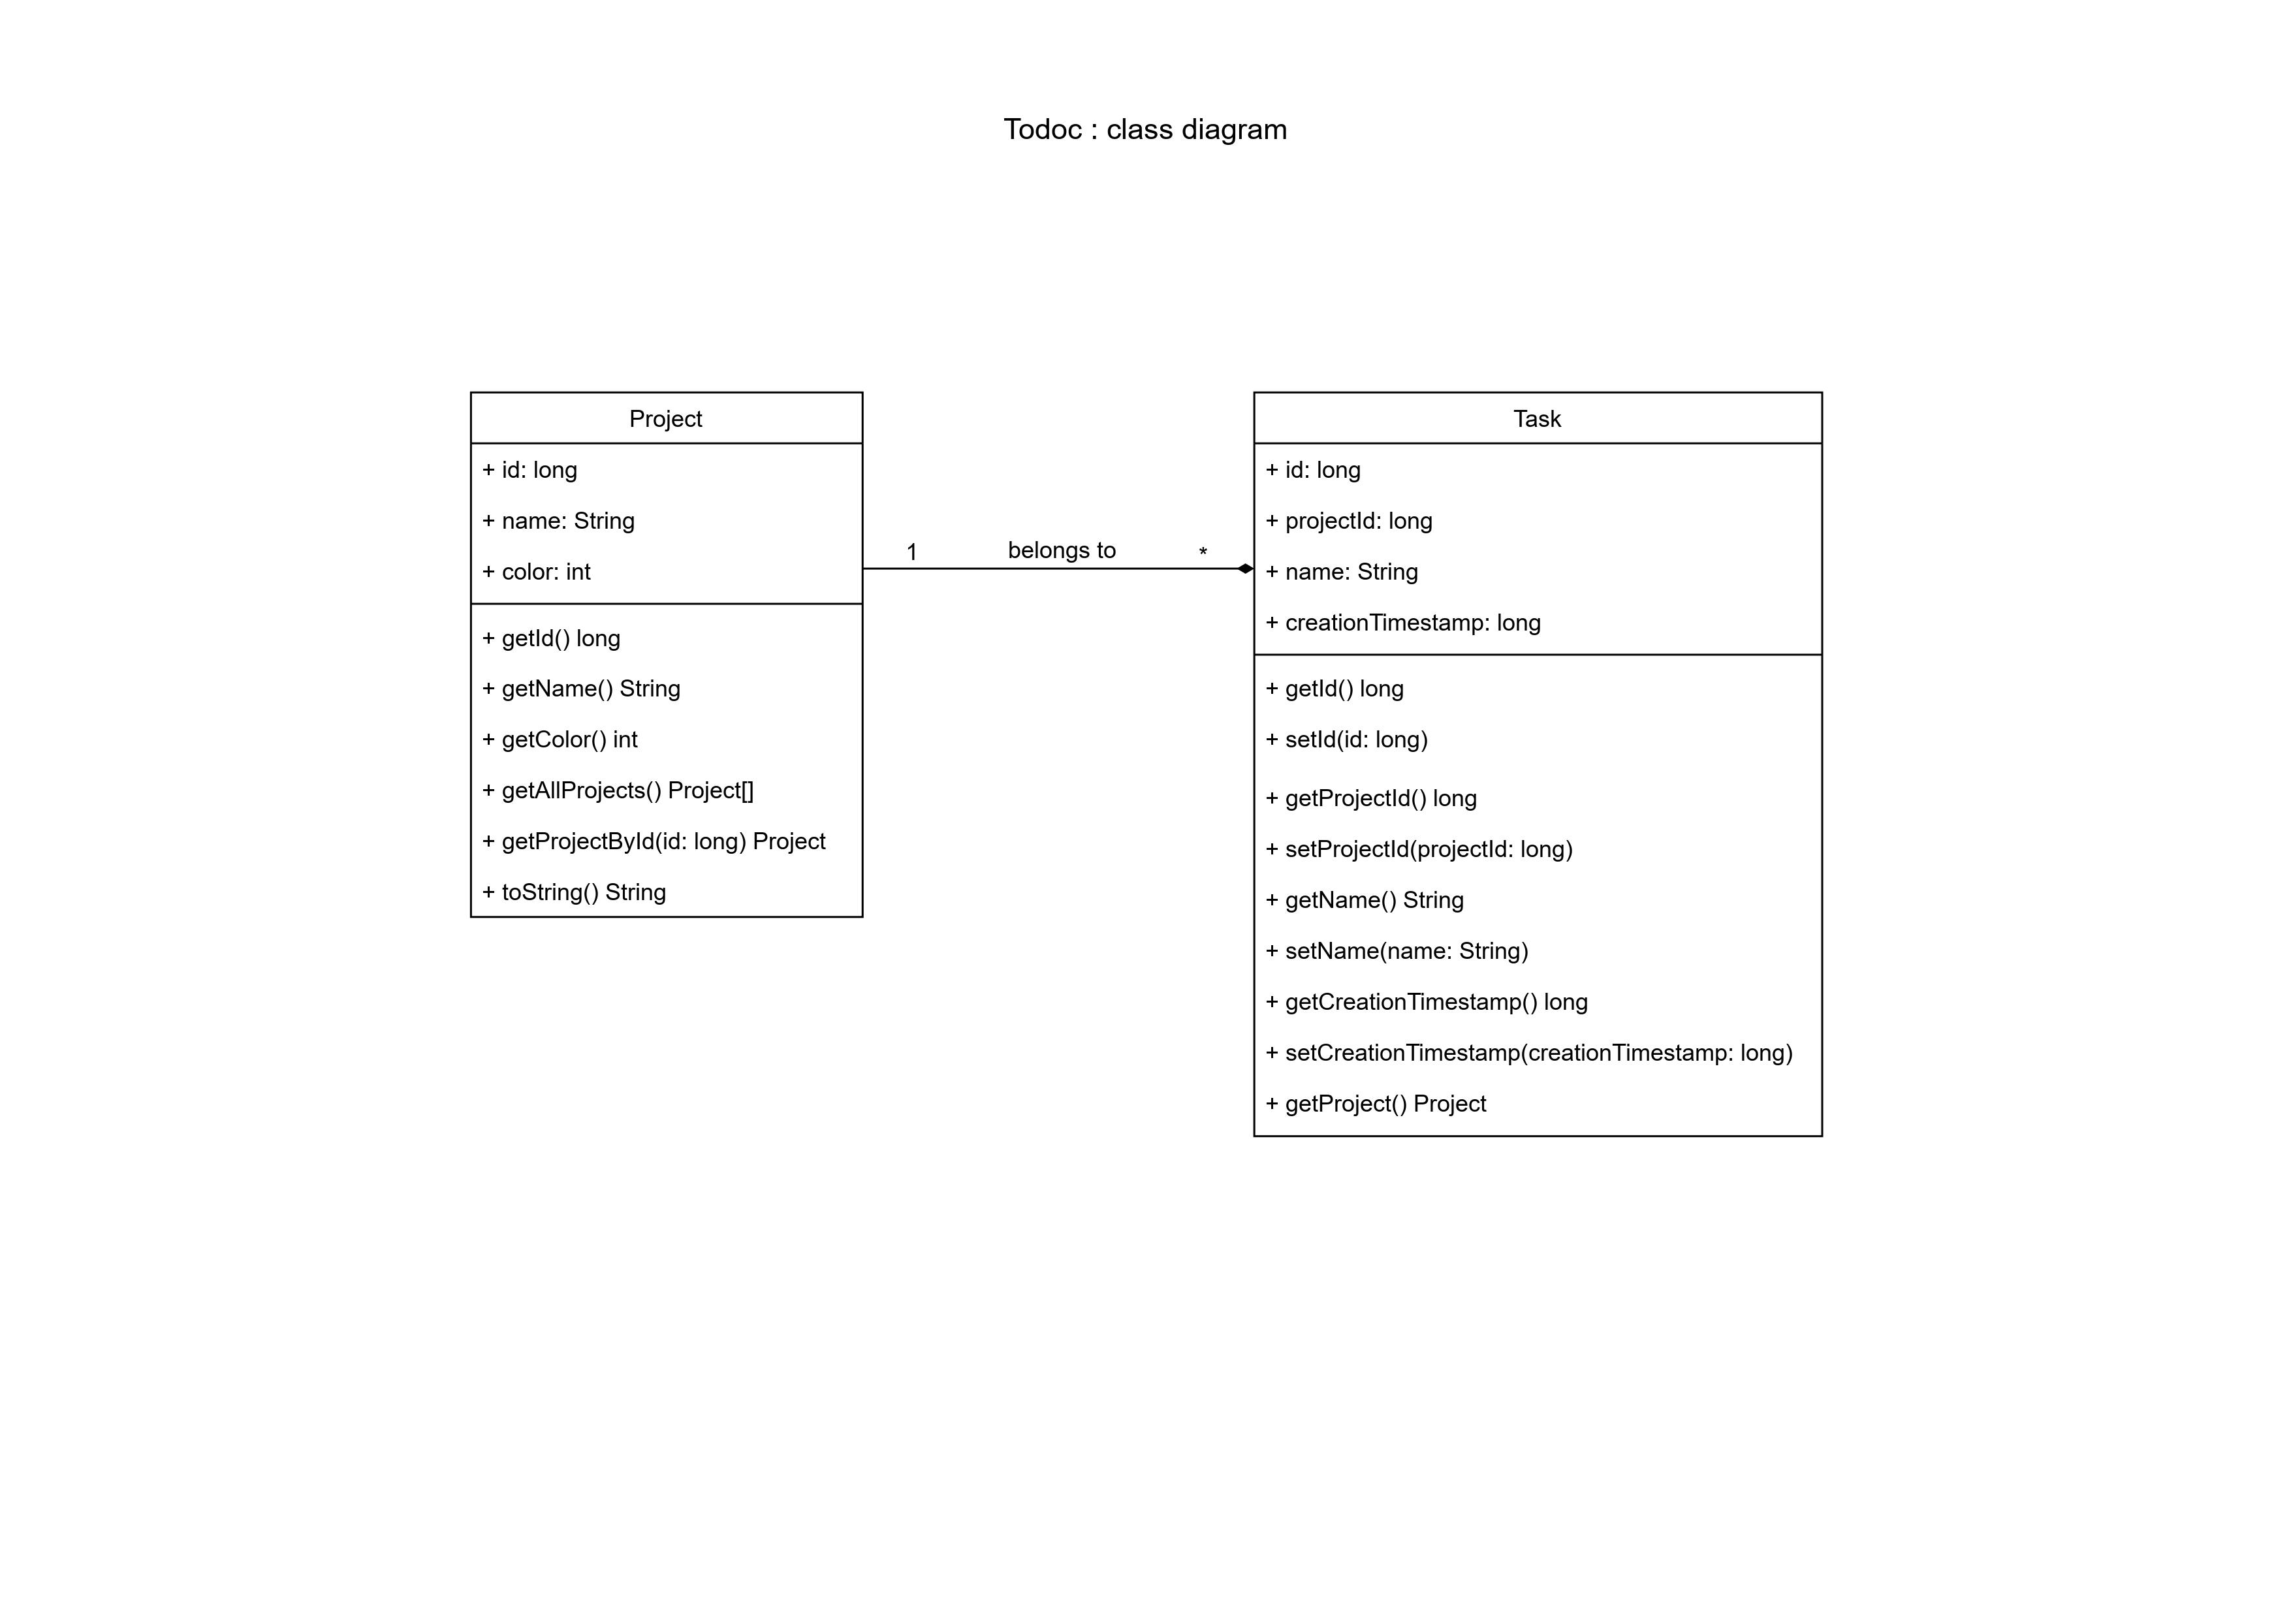 Todoc : class diagram
Project
+ id: long
+ name: String
+ color: int
+ getId() long
+ getName() String
+ getColor() int
+ getAllProjects() Project[]
+ getProjectById(id: long) Project
+ toString() String
1 belongs to *
Task
+ id: long
+ projectId: long
+ name: String
+ creationTimestamp: long
+ getId() long
+ setId(id: long)
+ getProjectId() long
+ setProjectId(projectId: long)
+ getName() String
+ setName(name: String)
+ getCreationTimestamp() long
+ setCreationTimestamp(creationTimestamp: long)
+ getProject() Project